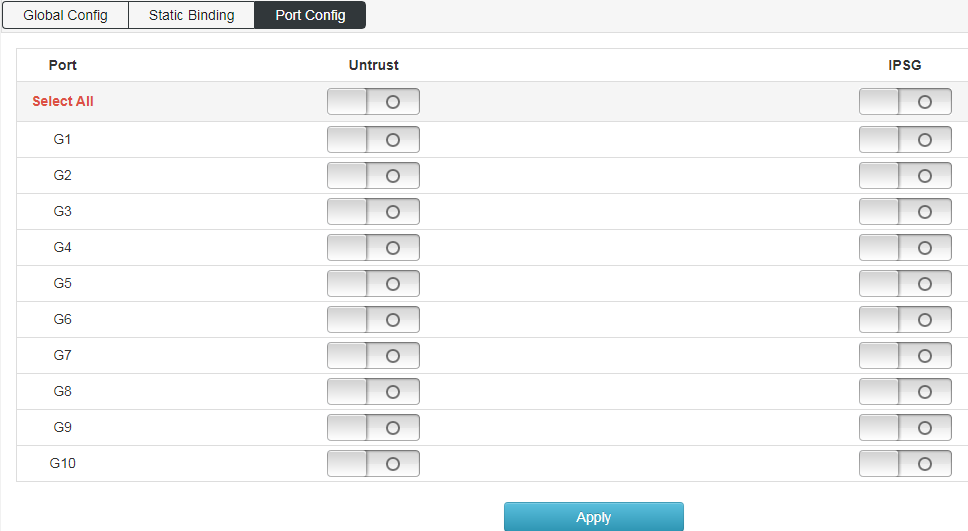 Global Config Static Binding Port Config
Port Untrust IPSG
Select All
G1
G2
G3
G4
G5
G6
G7
G8
G9
G10
Apply